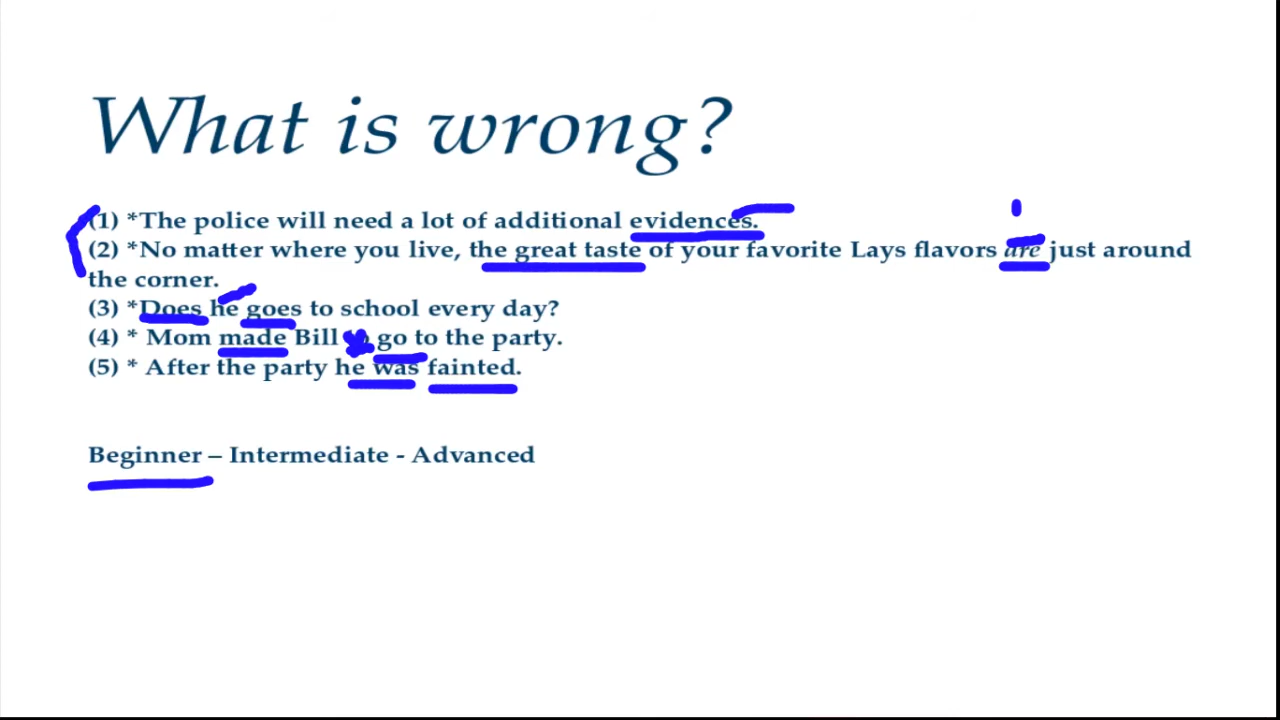 What is wrong?
(1) *The police will need a lot of additional evidences.
(2) *No matter where you live, the great taste of your favorite Lays flavors are just around
the corner.
(3) *Does he goes to school every day?
(4) * Mom made Bill to go to the party.
(5) * After the party he was fainted.
Beginner – Intermediate - Advanced